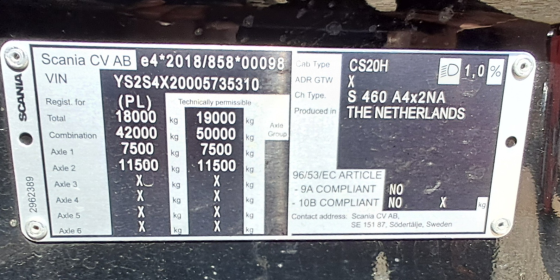 SCANIA
2962389
Scania CV AB e4*2018/858*00098
VIN YS2S4X20005735310
Regist. for (PL) Technically permissible
Total 18000 kg 19000 kg
Combination 42000 kg 50000 kg
Axle Group
Axle 1 7500 kg 7500 kg
Axle 2 11500 kg 11500 kg
Axle 3 X kg X kg
Axle 4 X kg X kg
Axle 5 X kg X kg
Axle 6 X kg X kg
Cab Type CS20H 1,0 %
ADR GTW X
Ch Type. S 460 A4x2NA
Produced in THE NETHERLANDS
96/53/EC ARTICLE
- 9A COMPLIANT NO
- 10B COMPLIANT NO X kg
Contact address: Scania CV AB,
SE 151 87, Södertälje, Sweden